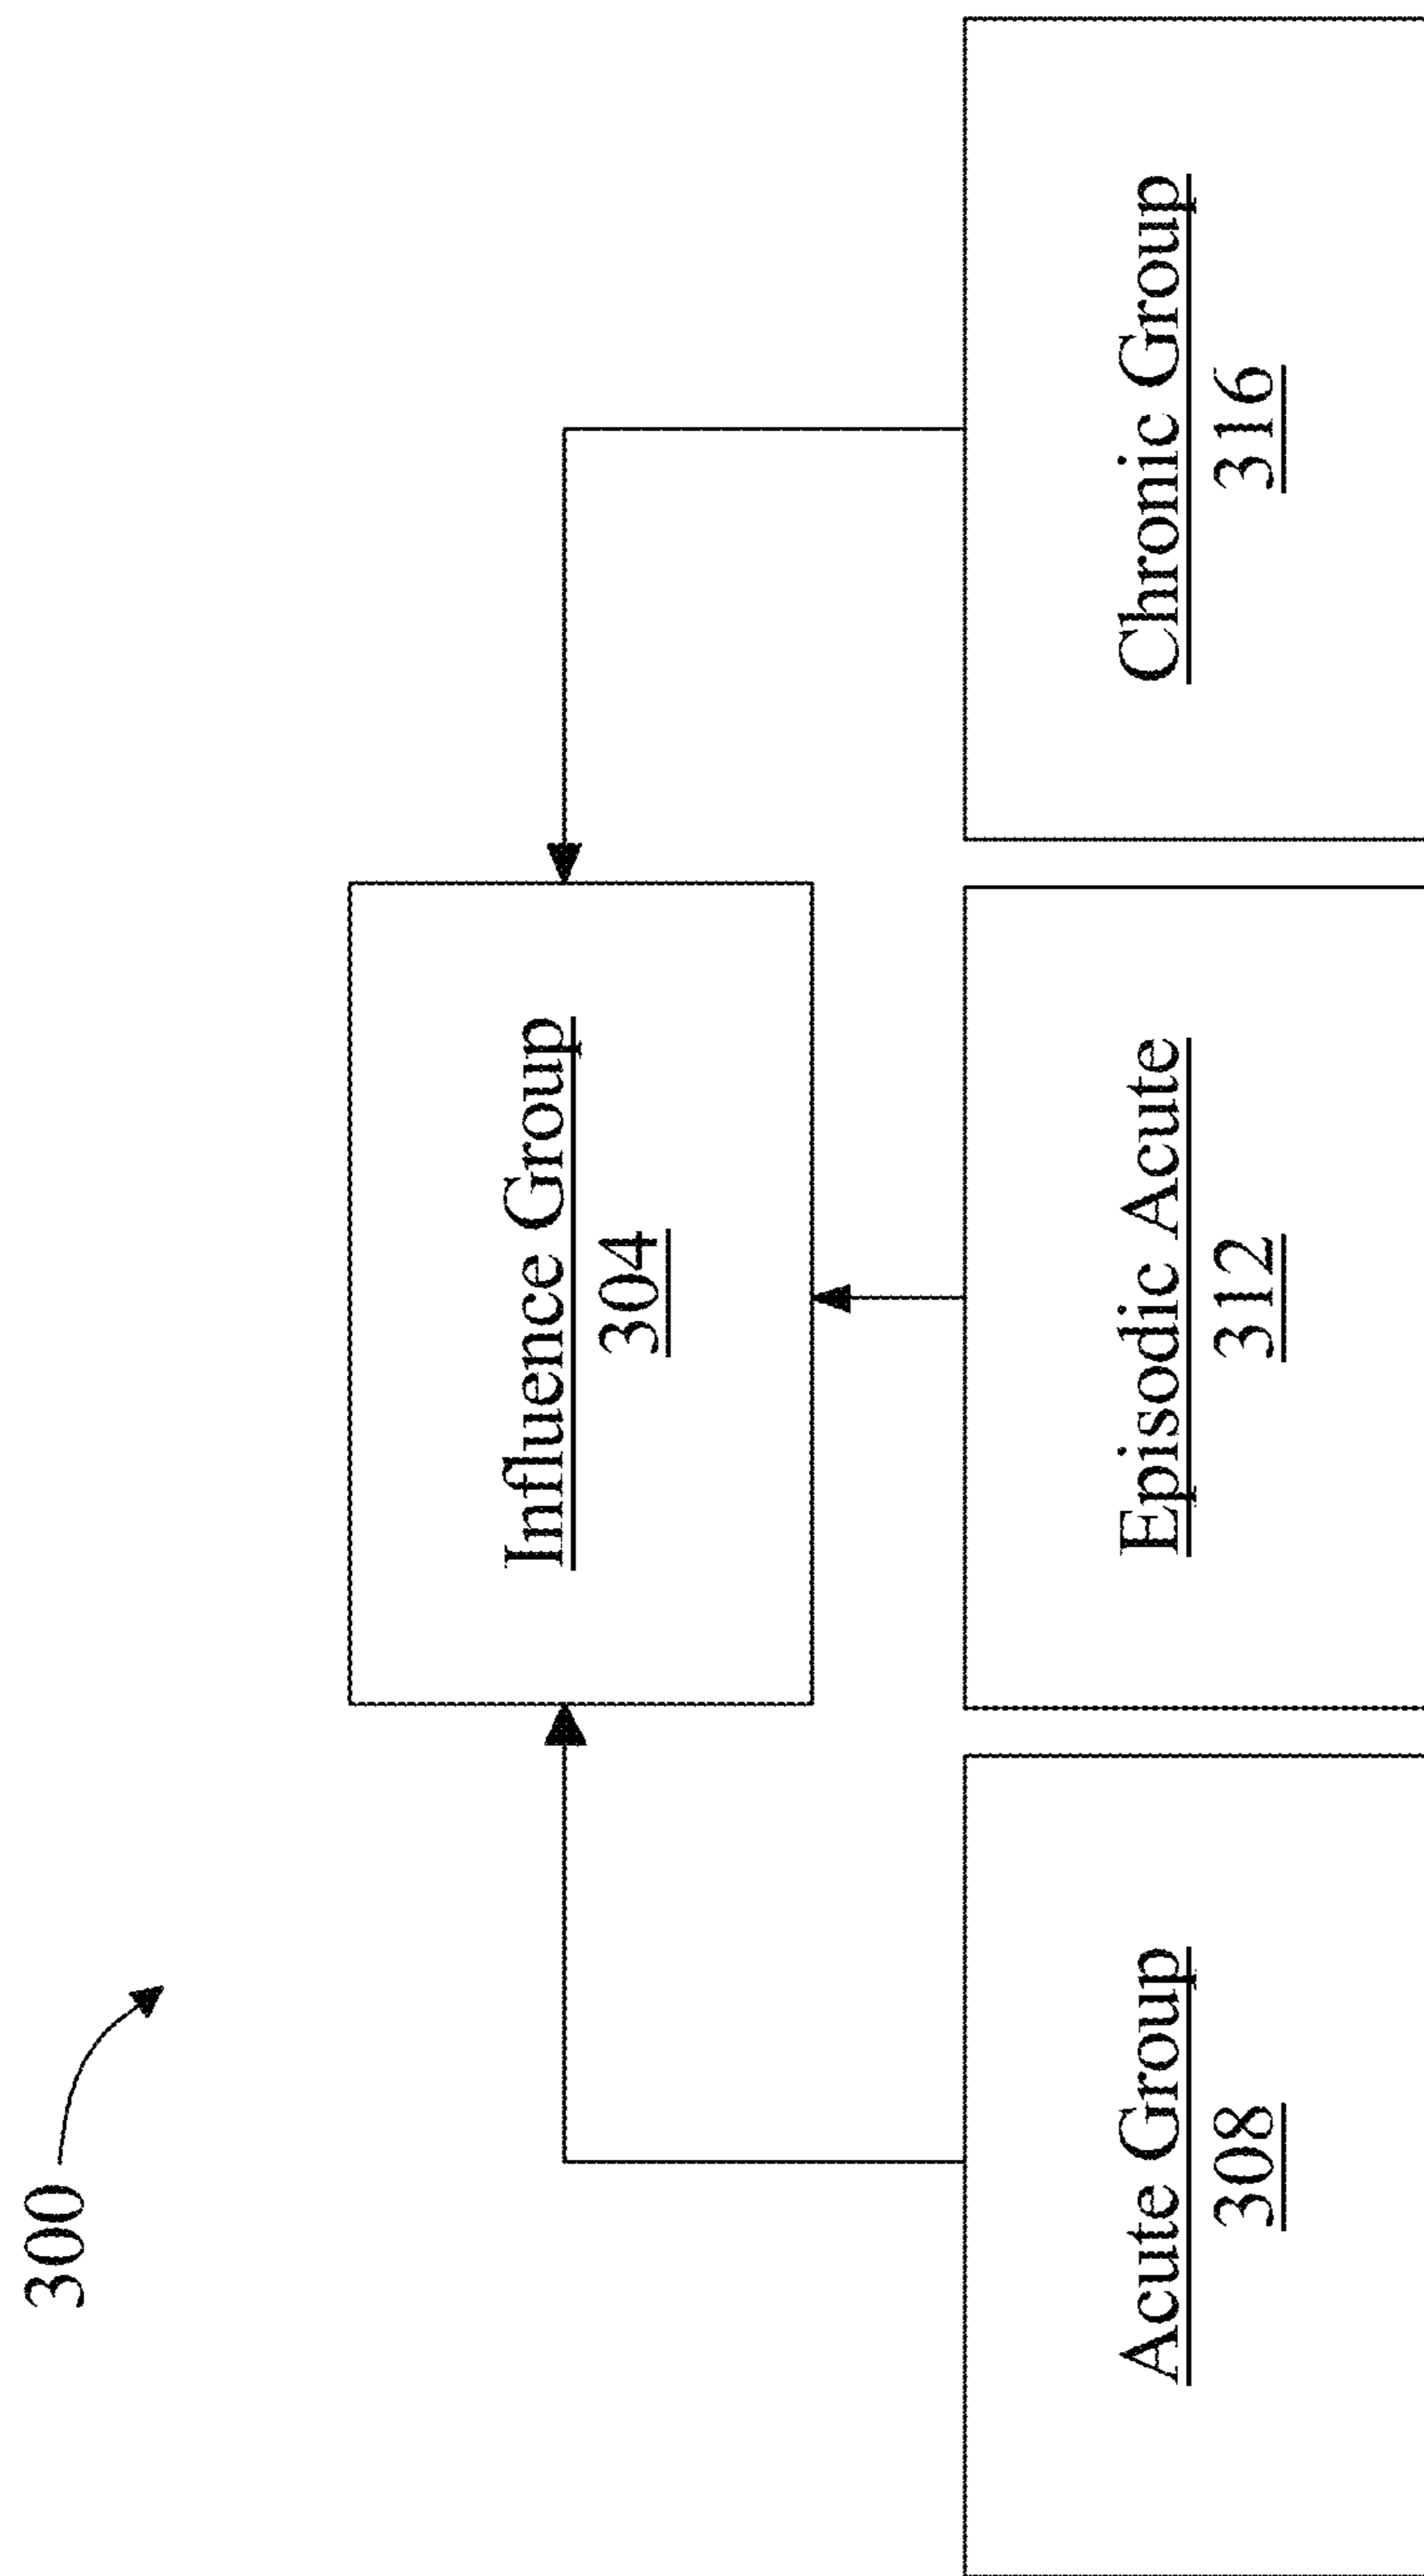 300
Influence Group
304
Acute Group
308
Episodic Acute
312
Chronic Group
316